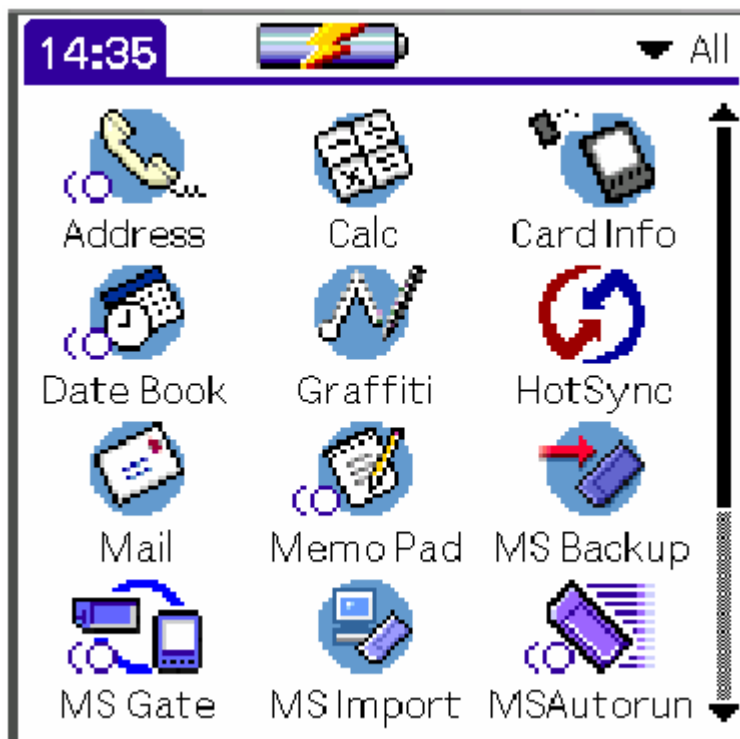 14:35 All
Address Calc Card Info
Date Book Graffiti HotSync
Mail Memo Pad MS Backup
MS Gate MS Import MSAutorun